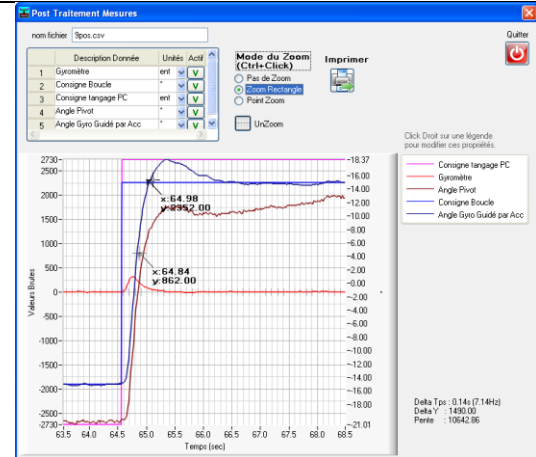 Post Traitement Mesures
nom fichier 9pos.csv
Quitter
Description Donnée Unités Actif
1 Gyromètre ent V
2 Consigne Boucle ° V
3 Consigne tangage PC ent V
4 Angle Pivot ° V
5 Angle Gyro Guidé par Acc ° V
Mode du Zoom
(Ctrl+Click)
Pas de Zoom
Zoom Rectangle
Point Zoom
UnZoom
Imprimer
Click Droit sur une légende
pour modifier ces propriétés.
Consigne tangage PC
Gyromètre
Angle Pivot
Consigne Boucle
Angle Gyro Guidé par Acc
Valeurs Brutes
2730
2500
2000
1500
1000
500
0
-500
-1000
-1500
-2000
-2500
-2730
x:64.98
y:2352.00
x:64.84
y:862.00
18.37
16.00
14.00
12.00
10.00
8.00
6.00
4.00
2.00
0.00
-2.00
-4.00
-6.00
-8.00
-10.00
-12.00
-14.00
-16.00
-18.00
-21.01
63.5 64.0 64.5 65.0 65.5 66.0 66.5 67.0 67.5 68.0 68.5
Temps (sec)
Delta Tps : 0.14s (7.14Hz)
Delta Y : 1490.00
Pente : 10642.86